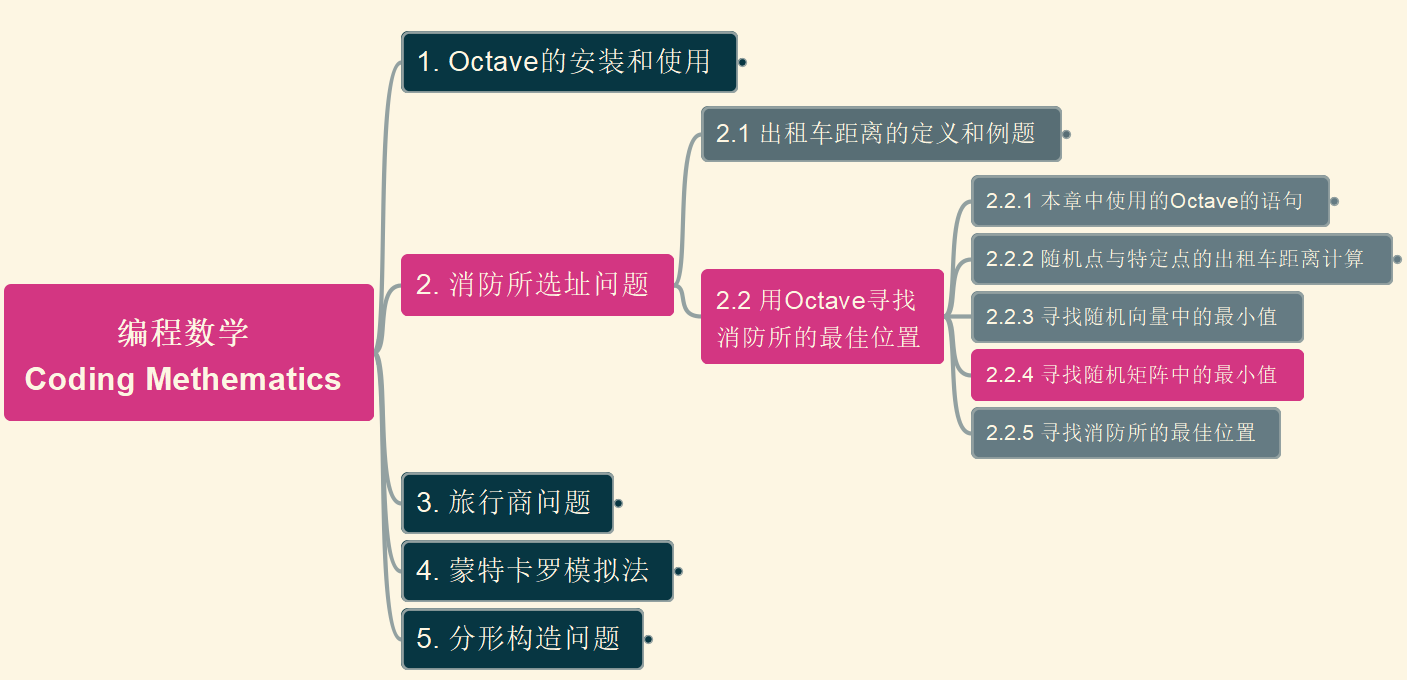 编程数学
Coding Methematics
1. Octave的安装和使用
2. 消防所选址问题
2.1 出租车距离的定义和例题
2.2 用Octave寻找
消防所的最佳位置
2.2.1 本章中使用的Octave的语句
2.2.2 随机点与特定点的出租车距离计算
2.2.3 寻找随机向量中的最小值
2.2.4 寻找随机矩阵中的最小值
2.2.5 寻找消防所的最佳位置
3. 旅行商问题
4. 蒙特卡罗模拟法
5. 分形构造问题